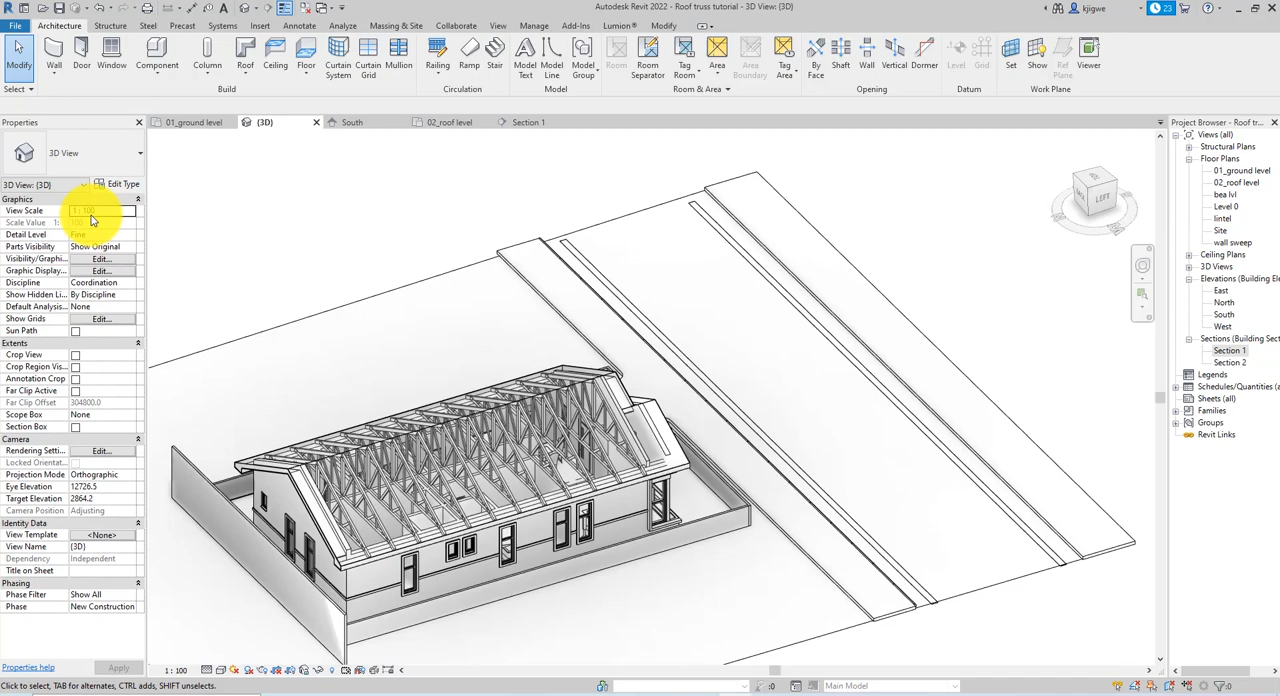 Autodesk Revit 2022 - Roof truss tutorial - 3D View: {3D}
kjigwe
23
File Architecture Structure Steel Precast Systems Insert Annotate Analyze Massing & Site Collaborate View Manage Add-Ins Lumion® Modify
Modify Wall Door Window Component Column Roof Ceiling Floor Curtain System Curtain Grid Mullion Railing Ramp Stair Model Text Model Line Model Group Room Room Separator Tag Room Area Area Boundary Tag Area By Face Shaft Wall Vertical Dormer Level Grid Set Show Ref Plane Viewer
Select Build Circulation Model Room & Area Opening Datum Work Plane
Properties
01_ground level {3D} South 02_roof level Section 1
Project Browser - Roof tr...
3D View
3D View: {3D} Edit Type
Graphics
View Scale 1 : 100
Scale Value 1:
Detail Level Fine
Parts Visibility Show Original
Visibility/Graphi... Edit...
Graphic Display... Edit...
Discipline Coordination
Show Hidden Li... By Discipline
Default Analysis... None
Show Grids Edit...
Sun Path
Extents
Crop View
Crop Region Vis...
Annotation Crop
Far Clip Active
Far Clip Offset 304800.0
Scope Box None
Section Box
Camera
Rendering Setti... Edit...
Locked Orientat...
Projection Mode Orthographic
Eye Elevation 12726.5
Target Elevation 2864.2
Camera Position Adjusting
Identity Data
View Template <None>
View Name {3D}
Dependency Independent
Title on Sheet
Phasing
Phase Filter Show All
Phase New Construction
Properties help Apply
LEFT
Views (all)
Structural Plans
Floor Plans
01_ground level
02_roof level
bea lvl
Level 0
lintel
Site
wall sweep
Ceiling Plans
3D Views
Elevations (Building Ele
East
North
South
West
Sections (Building Sect
Section 1
Section 2
Legends
Schedules/Quantities (a
Sheets (all)
Families
Groups
Revit Links
1 : 100
Click to select, TAB for alternates, CTRL adds, SHIFT unselects.
:0 Main Model :0